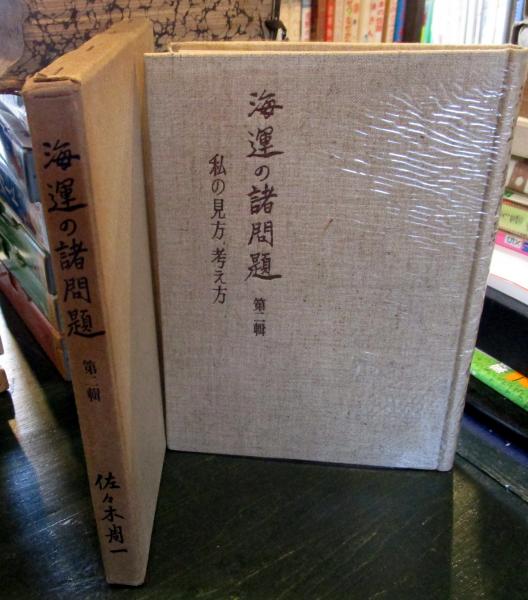 海運の諸問題
第二輯
佐々木周一
海運の諸問題 第二輯
私の見方、考え方